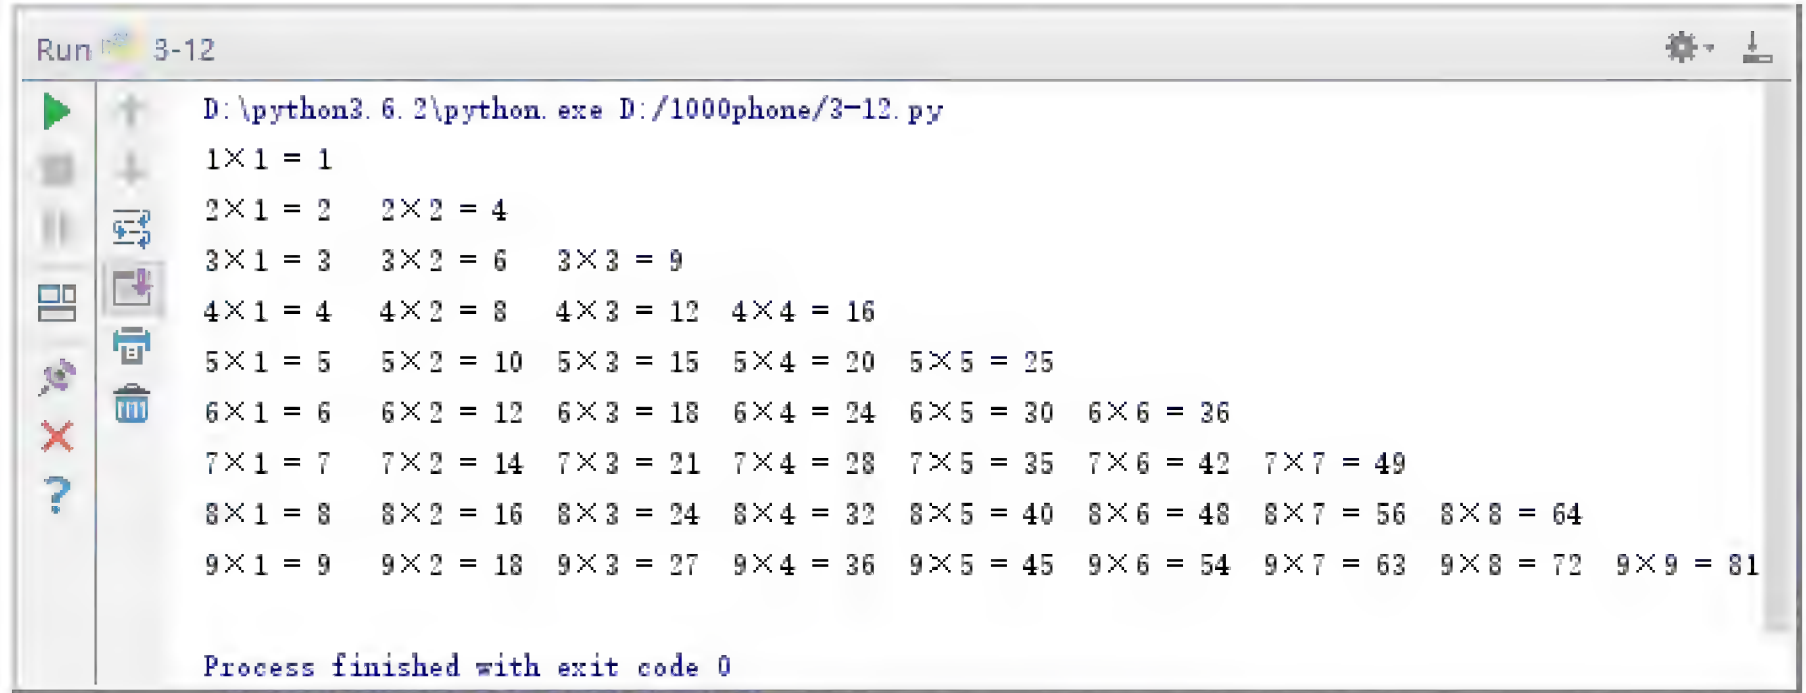 Run 3-12
D:\python3.6.2\python.exe D:/1000phone/3-12.py
1×1 = 1
2×1 = 2 2×2 = 4
3×1 = 3 3×2 = 6 3×3 = 9
4×1 = 4 4×2 = 8 4×3 = 12 4×4 = 16
5×1 = 5 5×2 = 10 5×3 = 15 5×4 = 20 5×5 = 25
6×1 = 6 6×2 = 12 6×3 = 18 6×4 = 24 6×5 = 30 6×6 = 36
7×1 = 7 7×2 = 14 7×3 = 21 7×4 = 28 7×5 = 35 7×6 = 42 7×7 = 49
8×1 = 8 8×2 = 16 8×3 = 24 8×4 = 32 8×5 = 40 8×6 = 48 8×7 = 56 8×8 = 64
9×1 = 9 9×2 = 18 9×3 = 27 9×4 = 36 9×5 = 45 9×6 = 54 9×7 = 63 9×8 = 72 9×9 = 81
Process finished with exit code 0